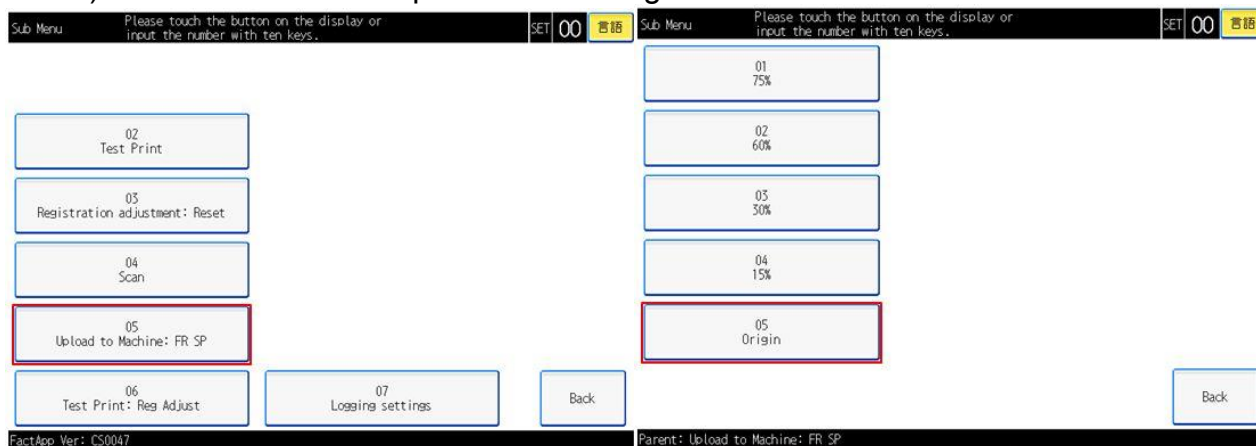 Sub Menu
Please touch the button on the display or
input the number with ten keys.
SET 00 言語
02
Test Print
03
Registration adjustment: Reset
04
Scan
05
Upload to Machine: FR SP
06
Test Print: Reg Adjust
07
Logging settings
Back
FactApp Ver: CS0047
Sub Menu
Please touch the button on the display or
input the number with ten keys.
SET 00 言語
01
75%
02
60%
03
30%
04
15%
05
Origin
Back
Parent: Upload to Machine: FR SP